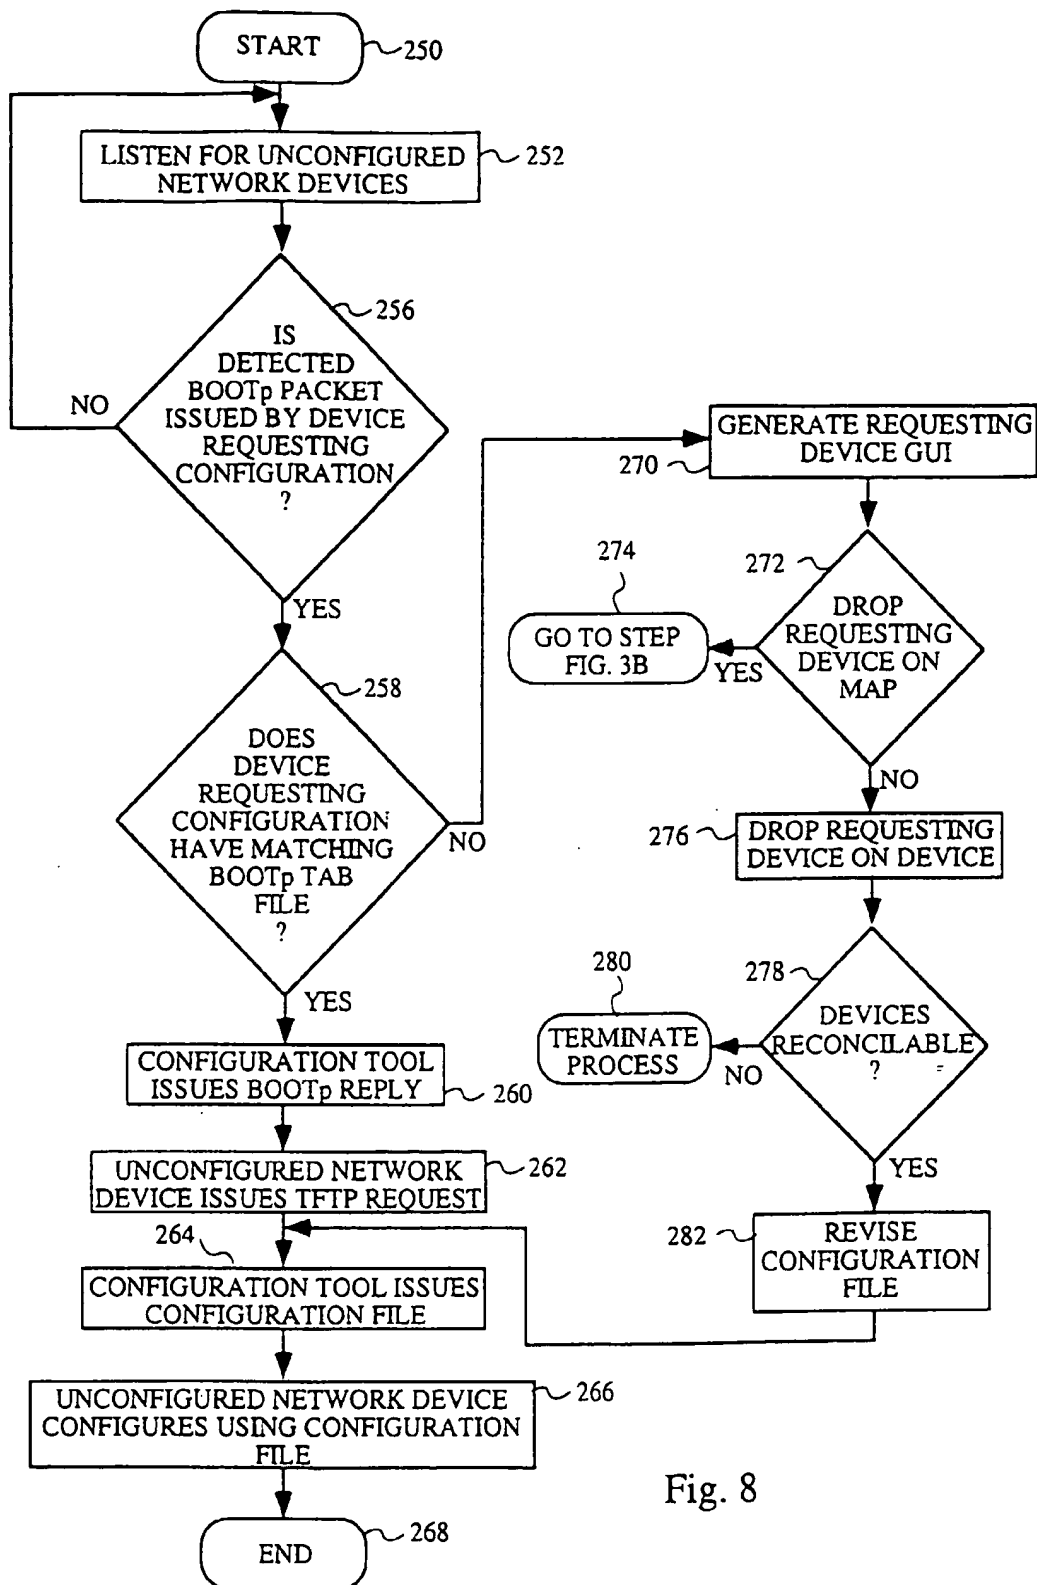 START
250
LISTEN FOR UNCONFIGURED
NETWORK DEVICES
252
256
IS
DETECTED
BOOTp PACKET
ISSUED BY DEVICE
REQUESTING
CONFIGURATION
?
NO
YES
258
DOES
DEVICE
REQUESTING
CONFIGURATION
HAVE MATCHING
BOOTp TAB
FILE
?
NO
YES
CONFIGURATION TOOL
ISSUES BOOTp REPLY
260
UNCONFIGURED NETWORK
DEVICE ISSUES TFTP REQUEST
262
264
CONFIGURATION TOOL ISSUES
CONFIGURATION FILE
UNCONFIGURED NETWORK DEVICE
CONFIGURES USING CONFIGURATION
FILE
266
END
268
GENERATE REQUESTING
DEVICE GUI
270
272
DROP
REQUESTING
DEVICE ON
MAP
YES
274
GO TO STEP
FIG. 3B
NO
276
DROP REQUESTING
DEVICE ON DEVICE
278
DEVICES
RECONCILABLE
?
NO
280
TERMINATE
PROCESS
YES
282
REVISE
CONFIGURATION
FILE
Fig. 8